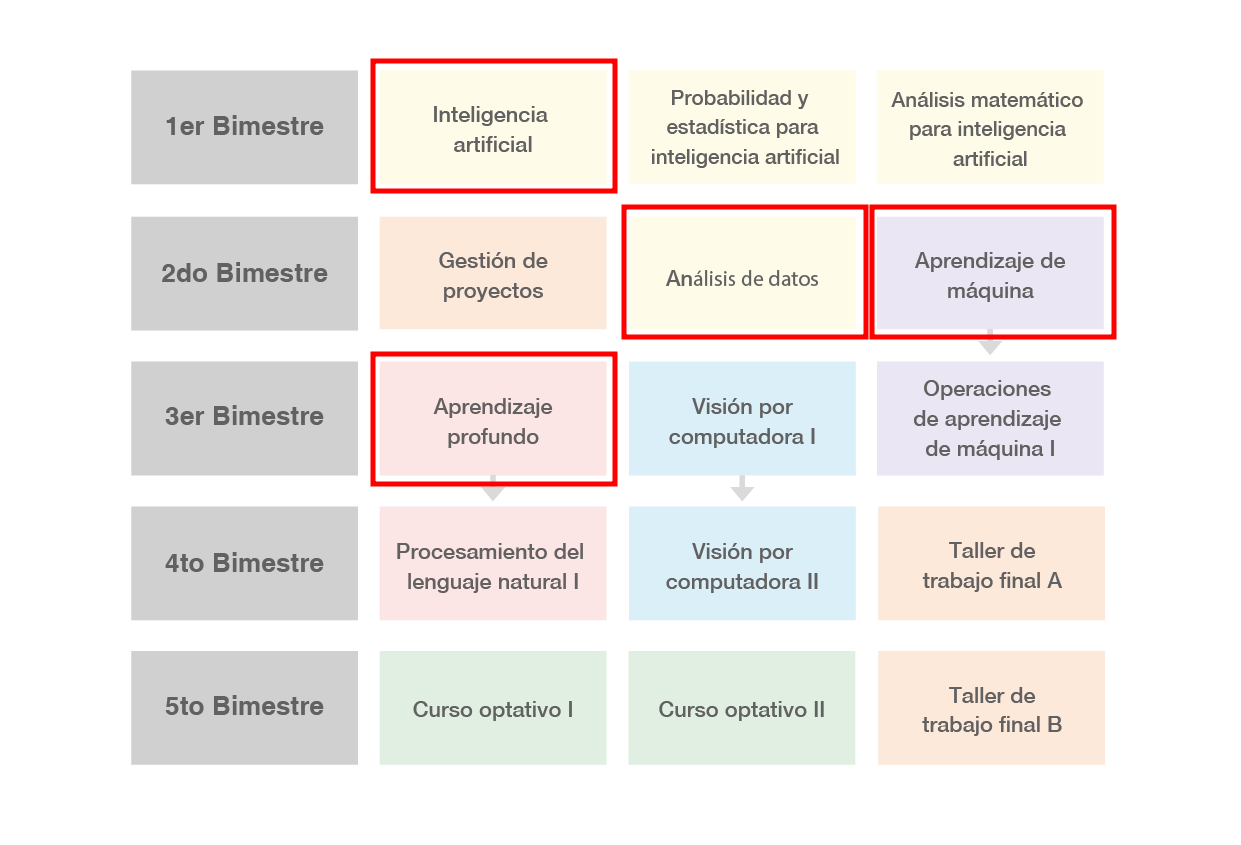 1er Bimestre
Inteligencia
artificial
Probabilidad y
estadística para
inteligencia artificial
Análisis matemático
para inteligencia
artificial
2do Bimestre
Gestión de
proyectos
Análisis de datos
Aprendizaje de
máquina
3er Bimestre
Aprendizaje
profundo
Visión por
computadora I
Operaciones
de aprendizaje
de máquina I
4to Bimestre
Procesamiento del
lenguaje natural I
Visión por
computadora II
Taller de
trabajo final A
5to Bimestre
Curso optativo I
Curso optativo II
Taller de
trabajo final B